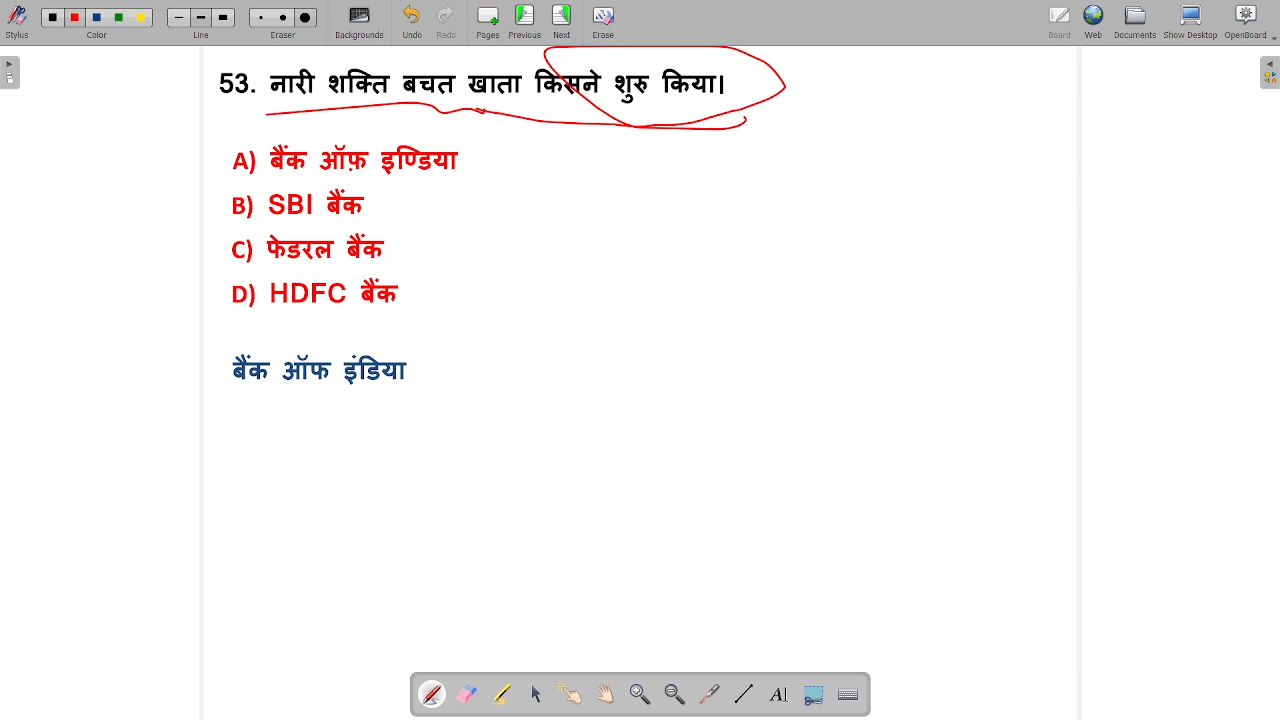 Stylus Color Line Eraser Backgrounds Undo Redo Pages Previous Next Erase Board Web Documents Show Desktop OpenBoard
53. नारी शक्ति बचत खाता किसने शुरु किया।
A) बैंक ऑफ़ इण्डिया
B) SBI बैंक
C) फेडरल बैंक
D) HDFC बैंक
बैंक ऑफ इंडिया